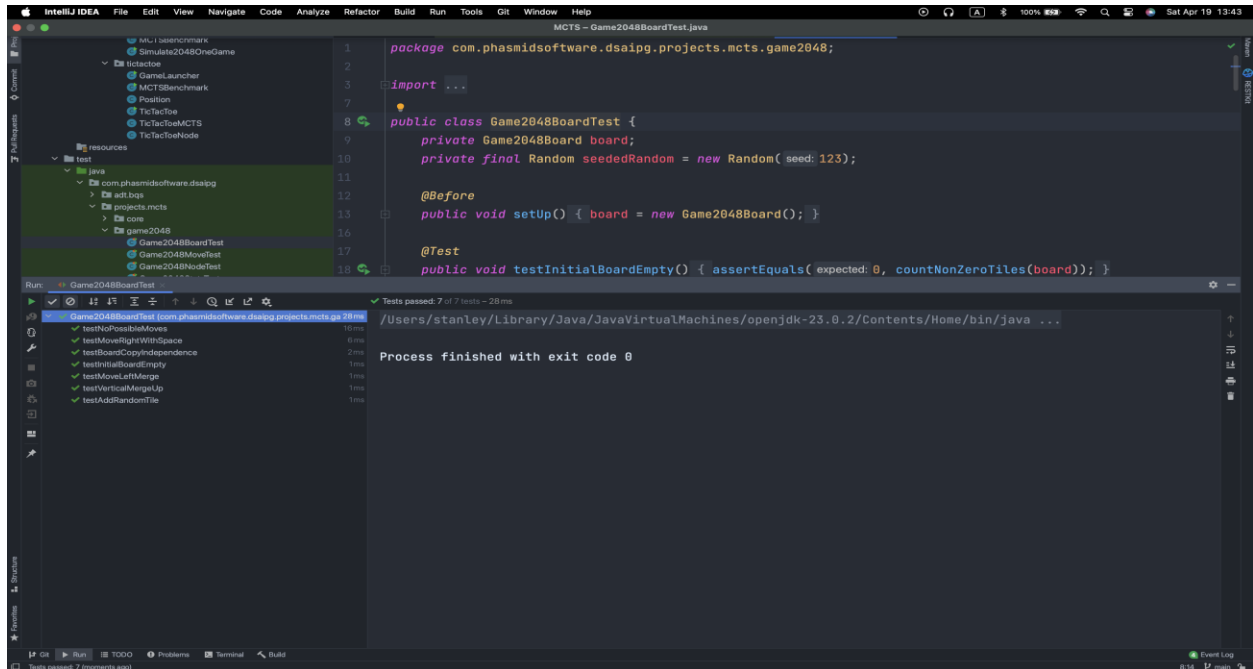 IntelliJ IDEA File Edit View Navigate Code Analyze Refactor Build Run Tools Git Window Help A 100% Sat Apr 19 13:43
MCTS – Game2048BoardTest.java
Simulate2048OneGame
tictactoe
GameLauncher
MCTSBenchmark
Position
TicTacToe
TicTacToeMCTS
TicTacToeNode
resources
test
java
com.phasmidsoftware.dsaipg
adt.bqs
projects.mcts
core
game2048
Game2048BoardTest
Game2048MoveTest
Game2048NodeTest
Commit
Pull Requests
1 package com.phasmidsoftware.dsaipg.projects.mcts.game2048;
2
3 import ...
7
8 public class Game2048BoardTest {
9 private Game2048Board board;
10 private final Random seededRandom = new Random( seed: 123);
11
12 @Before
13 public void setUp() { board = new Game2048Board(); }
16
17 @Test
18 public void testInitialBoardEmpty() { assertEquals( expected: 0, countNonZeroTiles(board)); }
Maven
RESTKit
Run: Game2048BoardTest
Tests passed: 7 of 7 tests – 28 ms
Game2048BoardTest (com.phasmidsoftware.dsaipg.projects.mcts.ga 28 ms
testNoPossibleMoves 16 ms
testMoveRightWithSpace 6 ms
testBoardCopyIndependence 2 ms
testInitialBoardEmpty 1 ms
testMoveLeftMerge 1 ms
testVerticalMergeUp 1 ms
testAddRandomTile 1 ms
/Users/stanley/Library/Java/JavaVirtualMachines/openjdk-23.0.2/Contents/Home/bin/java ...
Process finished with exit code 0
Structure
Favorites
Git Run TODO Problems Terminal Build Event Log
Tests passed: 7 (moments ago) 8:14 main